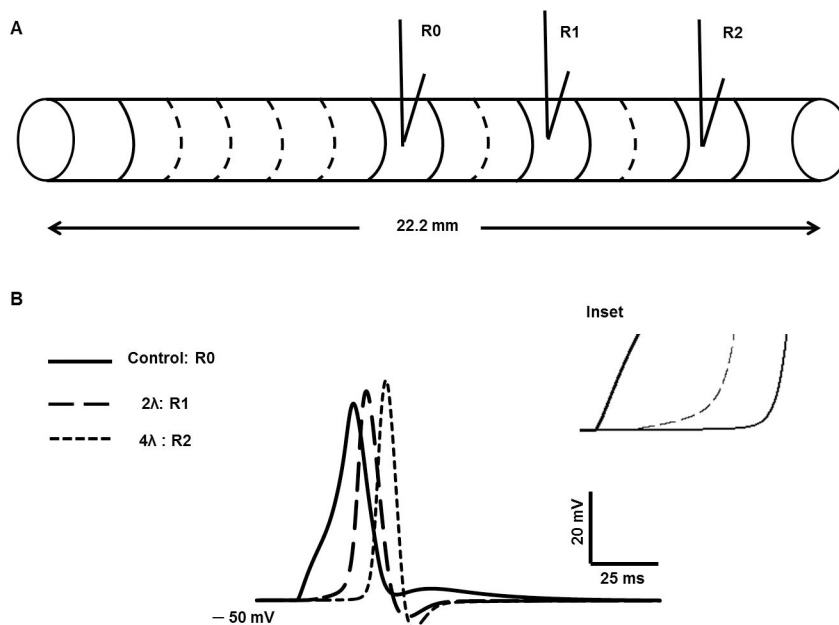 A
R0
R1
R2
22.2 mm
B
Inset
Control: R0
2λ: R1
4λ : R2
20 mV
25 ms
— 50 mV